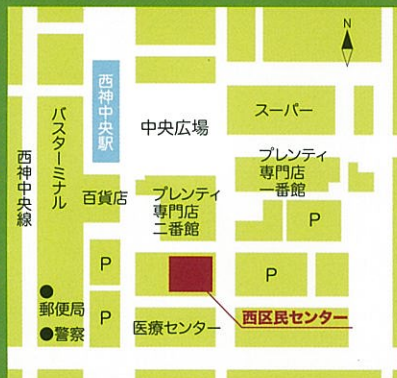 N
西神中央駅
中央広場
スーパー
バスターミナル
西神中央線
百貨店
プレンティ
専門店
二番館
プレンティ
専門店
一番館
P
P
P
P
郵便局
警察
医療センター
西区民センター